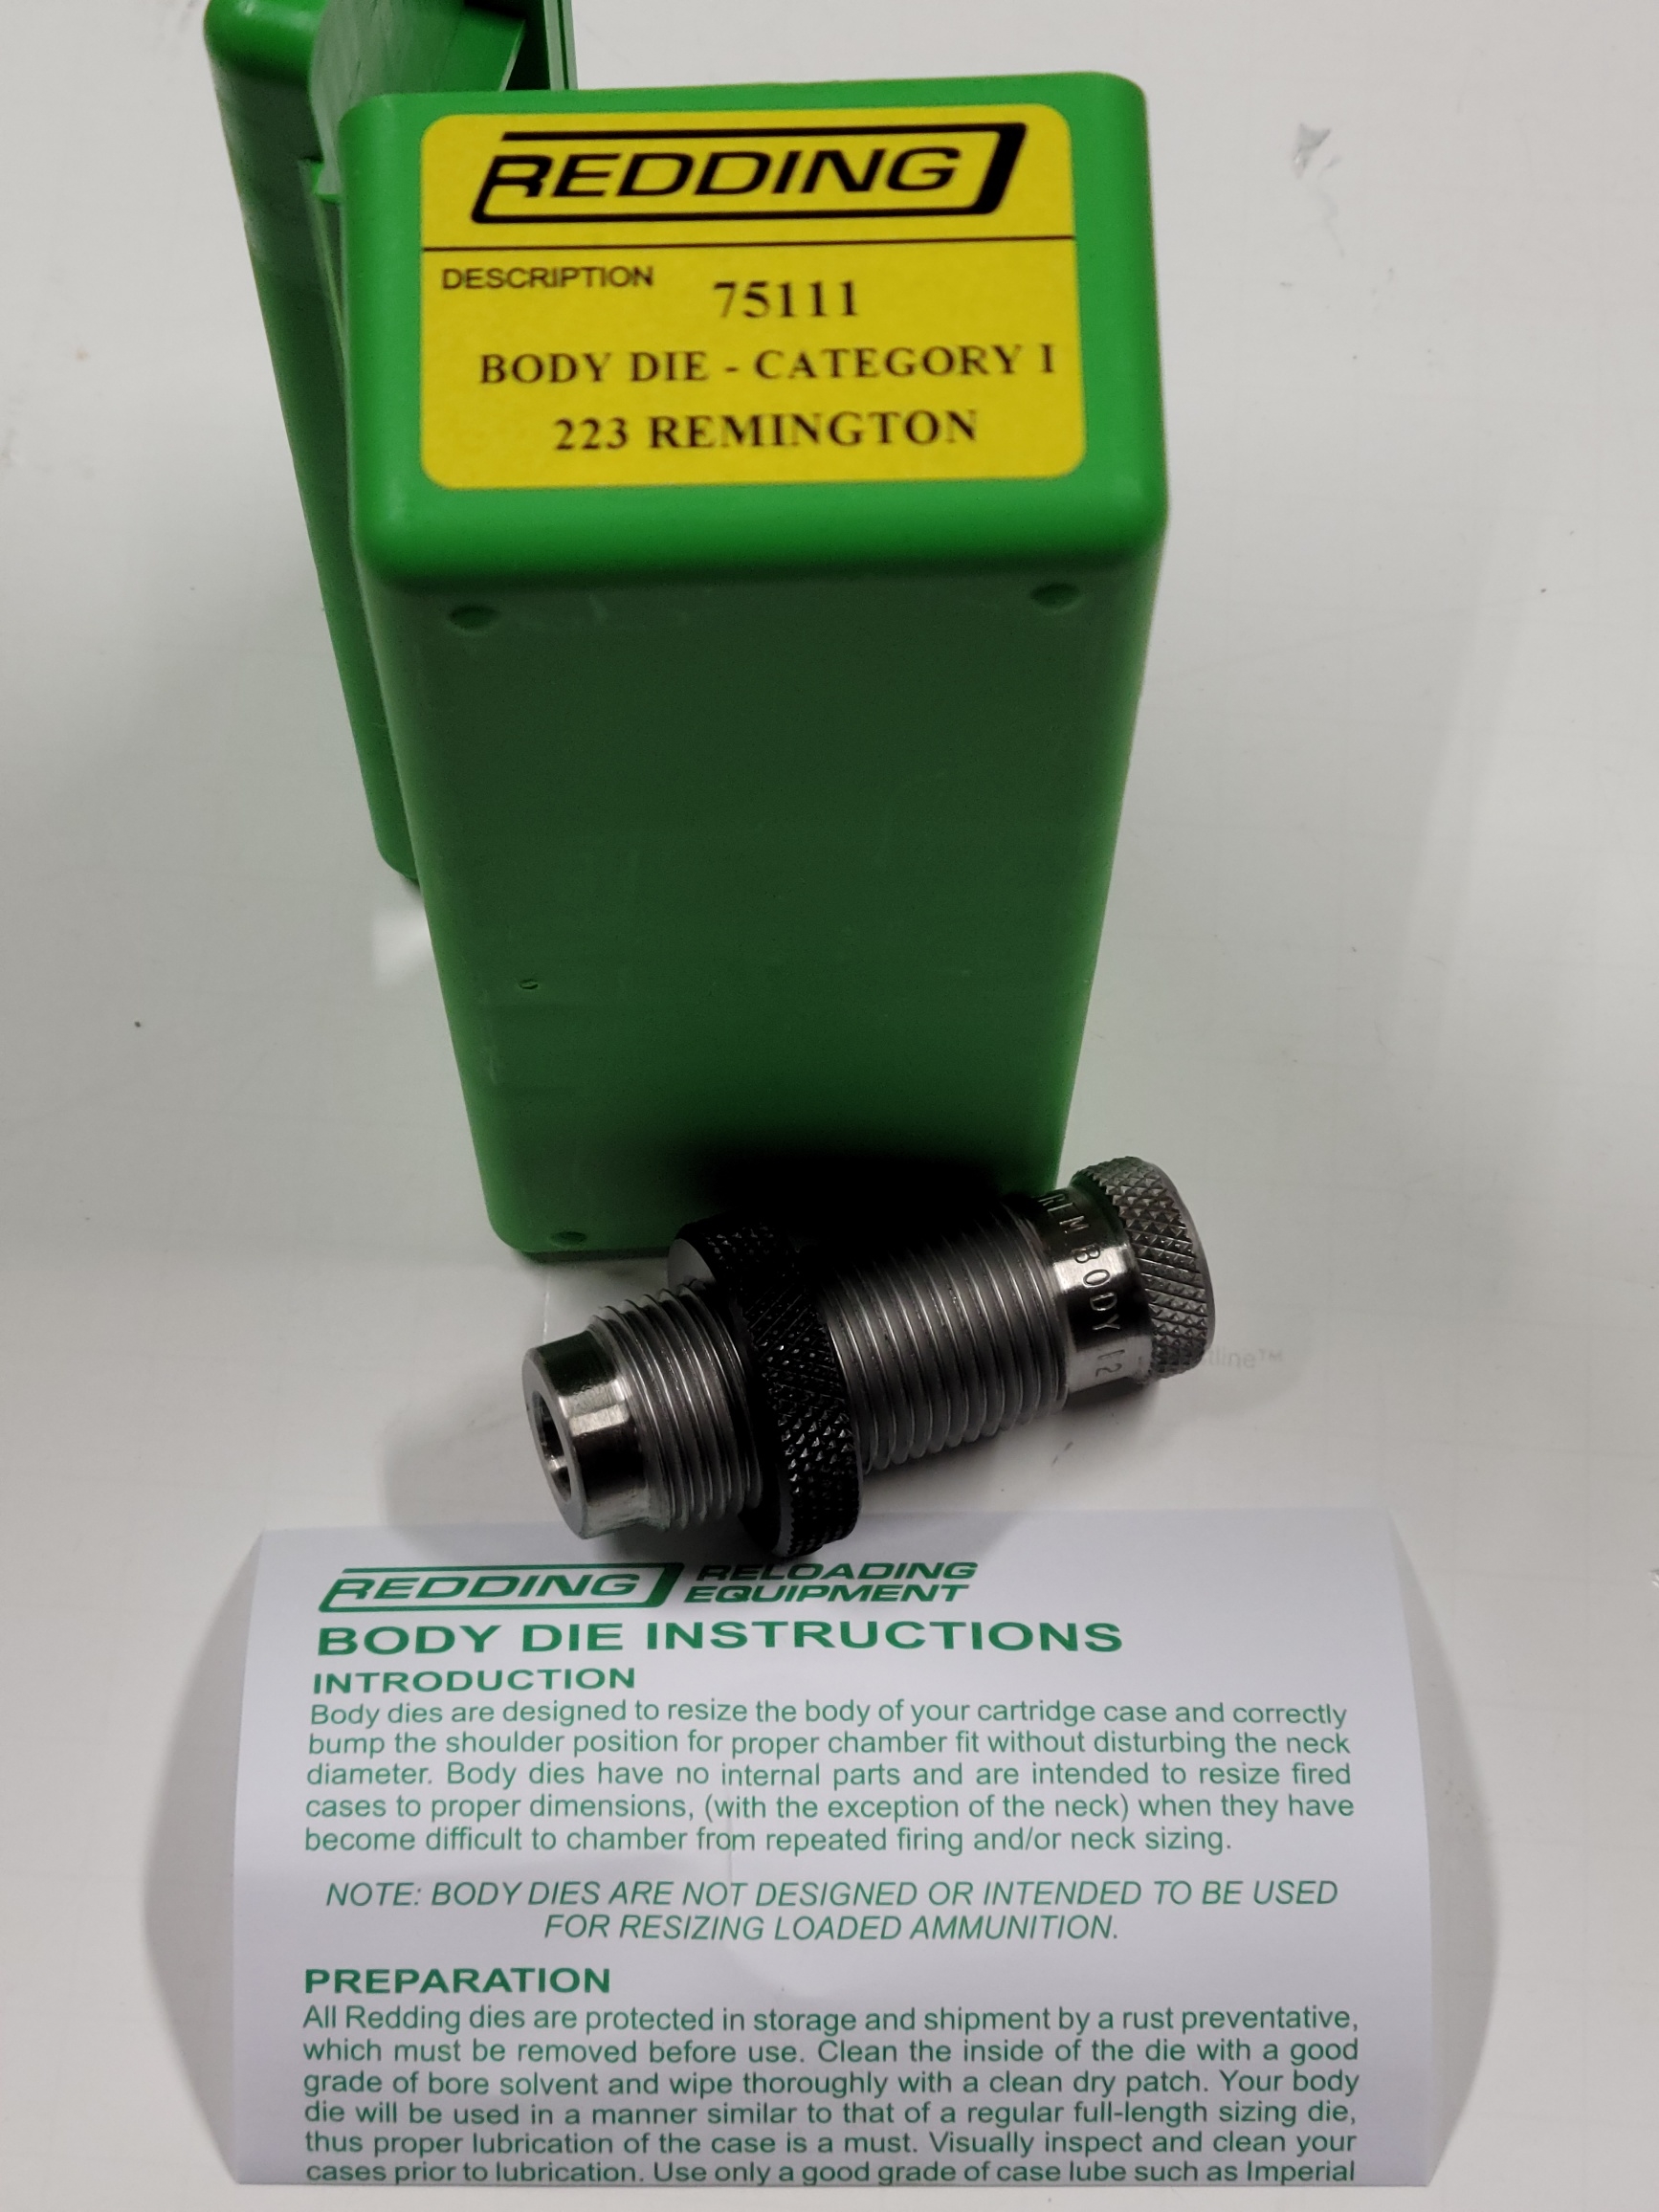 REDDING
DESCRIPTION
75111
BODY DIE - CATEGORY I
223 REMINGTON
REM. BODY 12
REDDING RELOADING
EQUIPMENT
BODY DIE INSTRUCTIONS
INTRODUCTION
Body dies are designed to resize the body of your cartridge case and correctly
bump the shoulder position for proper chamber fit without disturbing the neck
diameter. Body dies have no internal parts and are intended to resize fired
cases to proper dimensions, (with the exception of the neck) when they have
become difficult to chamber from repeated firing and/or neck sizing.
NOTE: BODY DIES ARE NOT DESIGNED OR INTENDED TO BE USED
FOR RESIZING LOADED AMMUNITION.
PREPARATION
All Redding dies are protected in storage and shipment by a rust preventative,
which must be removed before use. Clean the inside of the die with a good
grade of bore solvent and wipe thoroughly with a clean dry patch. Your body
die will be used in a manner similar to that of a regular full-length sizing die,
thus proper lubrication of the case is a must. Visually inspect and clean your
cases prior to lubrication. Use only a good grade of case lube such as Imperial